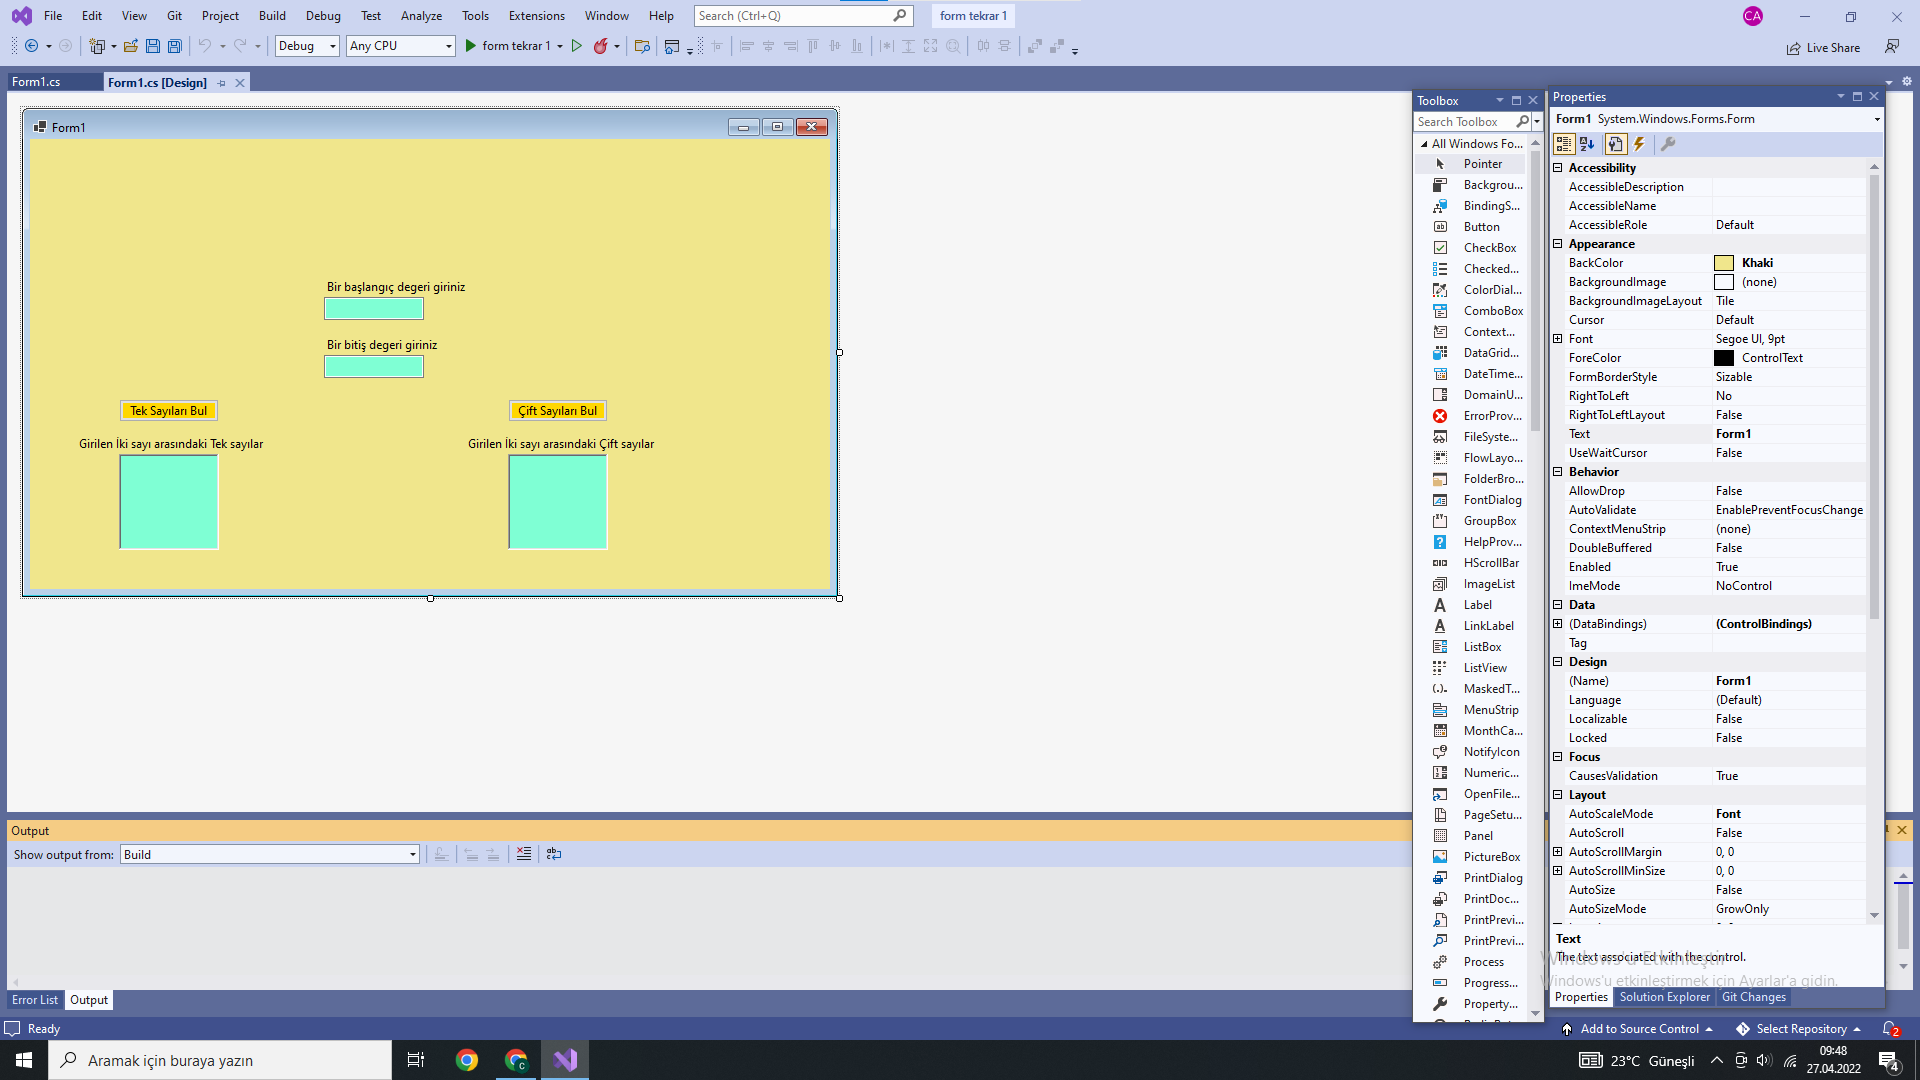 File Edit View Git Project Build Debug Test Analyze Tools Extensions Window Help Search (Ctrl+Q) form tekrar 1 CA
Debug Any CPU form tekrar 1 Live Share
Form1.cs Form1.cs [Design]
Form1
Bir başlangıç degeri giriniz
Bir bitiş degeri giriniz
Tek Sayıları Bul Çift Sayıları Bul
Girilen İki sayı arasındaki Tek sayılar Girilen İki sayı arasındaki Çift sayılar
Toolbox
Search Toolbox
All Windows Fo...
Pointer
Backgrou...
BindingS...
Button
CheckBox
Checked...
ColorDial...
ComboBox
Context...
DataGrid...
DateTime...
DomainU...
ErrorProv...
FileSyste...
FlowLayo...
FolderBro...
FontDialog
GroupBox
HelpProv...
HScrollBar
ImageList
Label
LinkLabel
ListBox
ListView
MaskedT...
MenuStrip
MonthCa...
NotifyIcon
Numeric...
OpenFile...
PageSetu...
Panel
PictureBox
PrintDialog
PrintDoc...
PrintPrevi...
PrintPrevi...
Process
Progress...
Property...
Properties
Form1 System.Windows.Forms.Form
Accessibility
AccessibleDescription
AccessibleName
AccessibleRole Default
Appearance
BackColor Khaki
BackgroundImage (none)
BackgroundImageLayout Tile
Cursor Default
Font Segoe UI, 9pt
ForeColor ControlText
FormBorderStyle Sizable
RightToLeft No
RightToLeftLayout False
Text Form1
UseWaitCursor False
Behavior
AllowDrop False
AutoValidate EnablePreventFocusChange
ContextMenuStrip (none)
DoubleBuffered False
Enabled True
ImeMode NoControl
Data
(DataBindings) (ControlBindings)
Tag
Design
(Name) Form1
Language (Default)
Localizable False
Locked False
Focus
CausesValidation True
Layout
AutoScaleMode Font
AutoScroll False
AutoScrollMargin 0, 0
AutoScrollMinSize 0, 0
AutoSize False
AutoSizeMode GrowOnly
Text
The text associated with the control.
Windows'u Etkinleştir
Windows'u etkinleştirmek için Ayarlar'a gidin.
Properties Solution Explorer Git Changes
Output
Show output from: Build
Error List Output
Ready Add to Source Control Select Repository 2
Aramak için buraya yazın 23°C Güneşli 09:48
27.04.2022 4